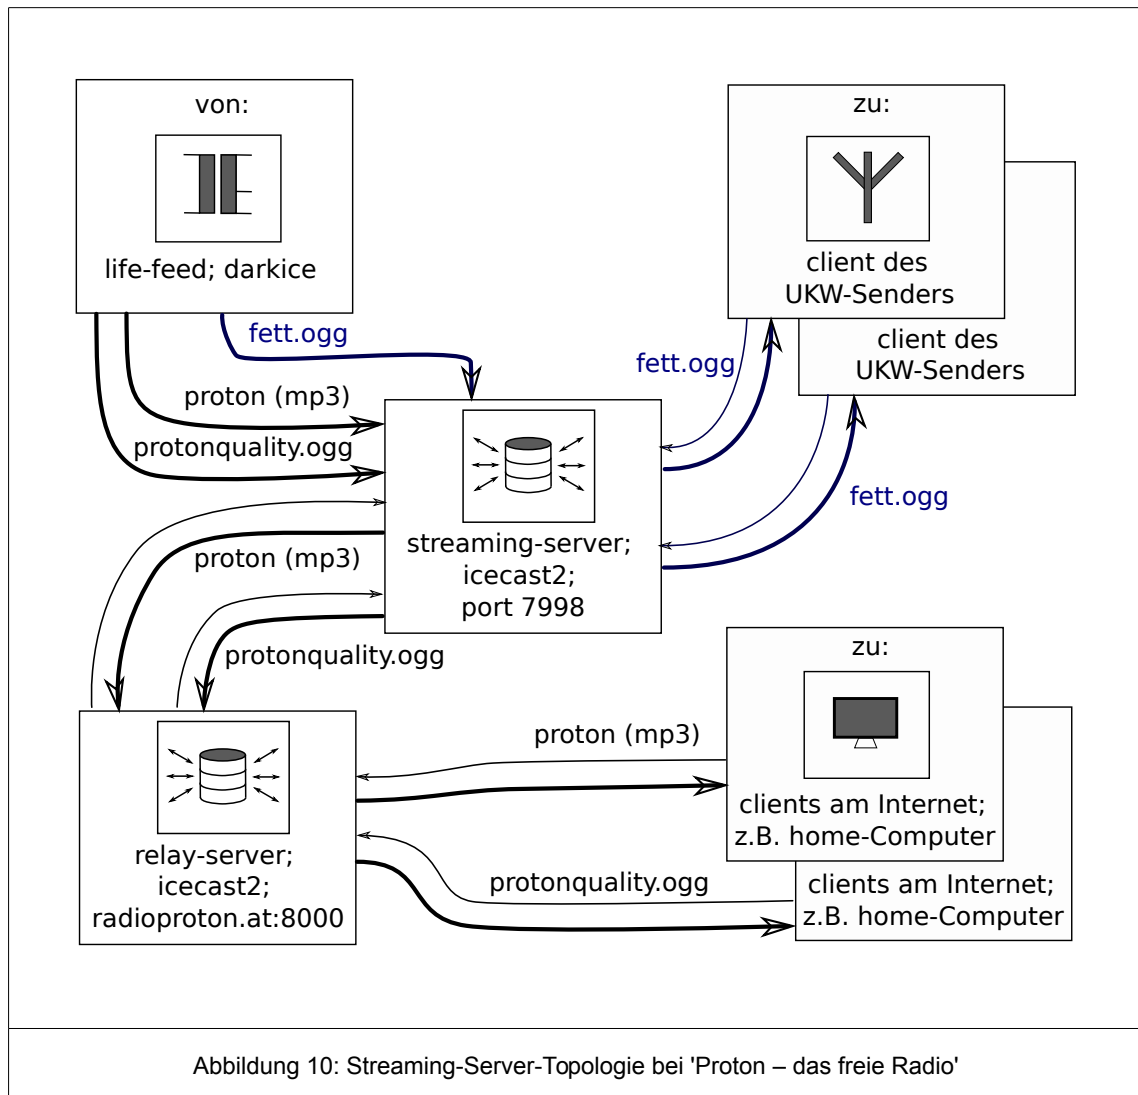 von:
life-feed; darkice
zu:
client des
UKW-Senders
client des
UKW-Senders
fett.ogg
proton (mp3)
protonquality.ogg
fett.ogg
fett.ogg
streaming-server;
icecast2;
port 7998
proton (mp3)
protonquality.ogg
relay-server;
icecast2;
radioproton.at:8000
proton (mp3)
protonquality.ogg
zu:
clients am Internet;
z.B. home-Computer
clients am Internet;
z.B. home-Computer
Abbildung 10: Streaming-Server-Topologie bei 'Proton – das freie Radio'